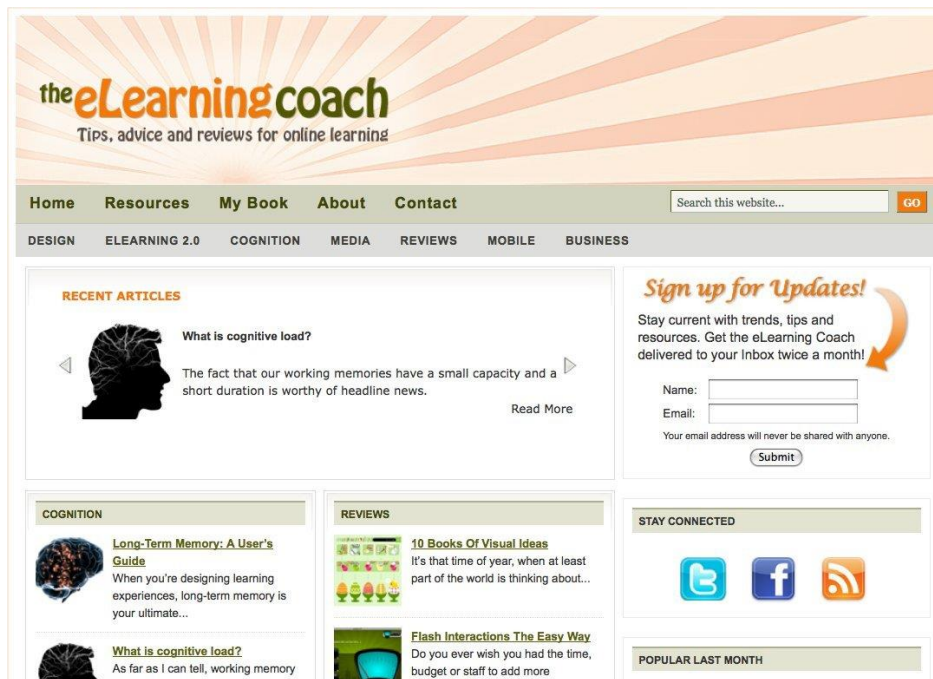 the eLearning coach
Tips, advice and reviews for online learning
Home Resources My Book About Contact
Search this website... GO
DESIGN ELEARNING 2.0 COGNITION MEDIA REVIEWS MOBILE BUSINESS
RECENT ARTICLES
What is cognitive load?
The fact that our working memories have a small capacity and a
short duration is worthy of headline news.
Read More
Sign up for Updates!
Stay current with trends, tips and
resources. Get the eLearning Coach
delivered to your Inbox twice a month!
Name:
Email:
Your email address will never be shared with anyone.
Submit
COGNITION
Long-Term Memory: A User's
Guide
When you're designing learning
experiences, long-term memory is
your ultimate...
What is cognitive load?
As far as I can tell, working memory
REVIEWS
10 Books Of Visual Ideas
It's that time of year, when at least
part of the world is thinking about...
Flash Interactions The Easy Way
Do you ever wish you had the time,
budget or staff to add more
STAY CONNECTED
POPULAR LAST MONTH